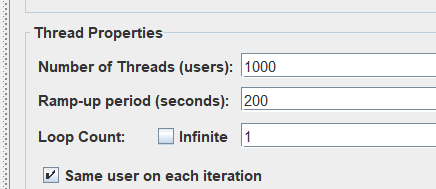 Thread Properties
Number of Threads (users): 1000
Ramp-up period (seconds): 200
Loop Count: Infinite 1
Same user on each iteration